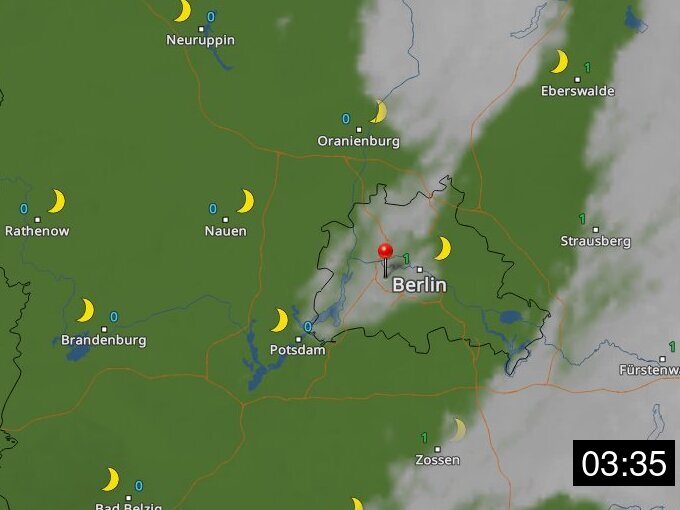 0
Neuruppin
1
Eberswalde
0
Oranienburg
0
Rathenow
0
Nauen
1
Strausberg
1
Berlin
0
Brandenburg
0
Potsdam
1
Fürstenwa
1
Zossen
03:35
0
Bad Belzig